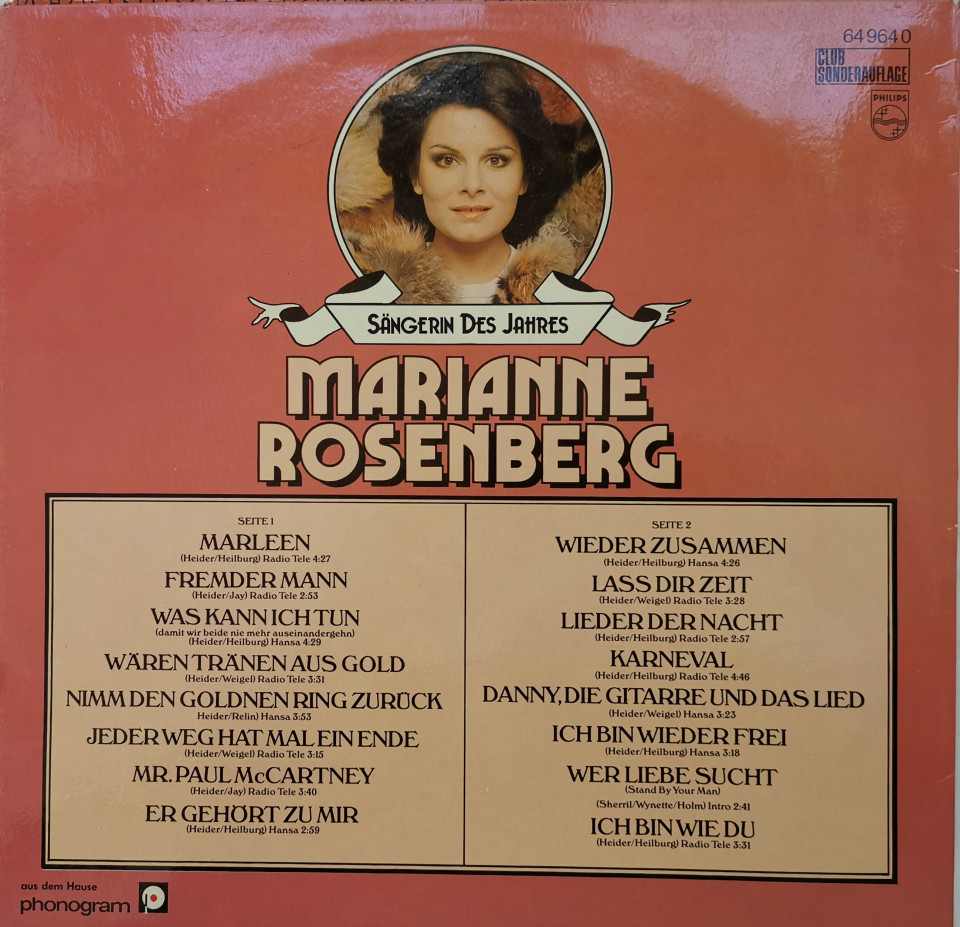 64 964 0
CLUB
SONDERAUFLAGE
PHILIPS
SÄNGERIN DES JAHRES
MARIANNE
ROSENBERG
SEITE 1
MARLEEN
(Heider/Heilburg) Radio Tele 4:27
FREMDER MANN
(Heider/Jay) Radio Tele 2:53
WAS KANN ICH TUN
(damit wir beide nie mehr auseinandergehn)
(Heider/Heilburg) Hansa 4:29
WÄREN TRÄNEN AUS GOLD
(Heider/Weigel) Radio Tele 3:31
NIMM DEN GOLDNEN RING ZURÜCK
Heider/Relin) Hansa 3:53
JEDER WEG HAT MAL EIN ENDE
(Heider/Weigel) Radio Tele 3:15
MR. PAUL McCARTNEY
(Heider/Jay) Radio Tele 3:40
ER GEHÖRT ZU MIR
(Heider/Heilburg) Hansa 2:59
SEITE 2
WIEDER ZUSAMMEN
(Heider/Heilburg) Hansa 4:26
LASS DIR ZEIT
(Heider/Weigel) Radio Tele 3:28
LIEDER DER NACHT
(Heider/Heilburg) Radio Tele 2:57
KARNEVAL
(Heider/Heilburg) Radio Tele 4:46
DANNY, DIE GITARRE UND DAS LIED
(Heider/Weigel) Hansa 3:23
ICH BIN WIEDER FREI
(Heider/Heilburg) Hansa 3:18
WER LIEBE SUCHT
(Stand By Your Man)
(Sherril/Wynette/Holm) Intro 2:41
ICH BIN WIE DU
(Heider/Heilburg) Radio Tele 3:31
aus dem Hause
phonogram